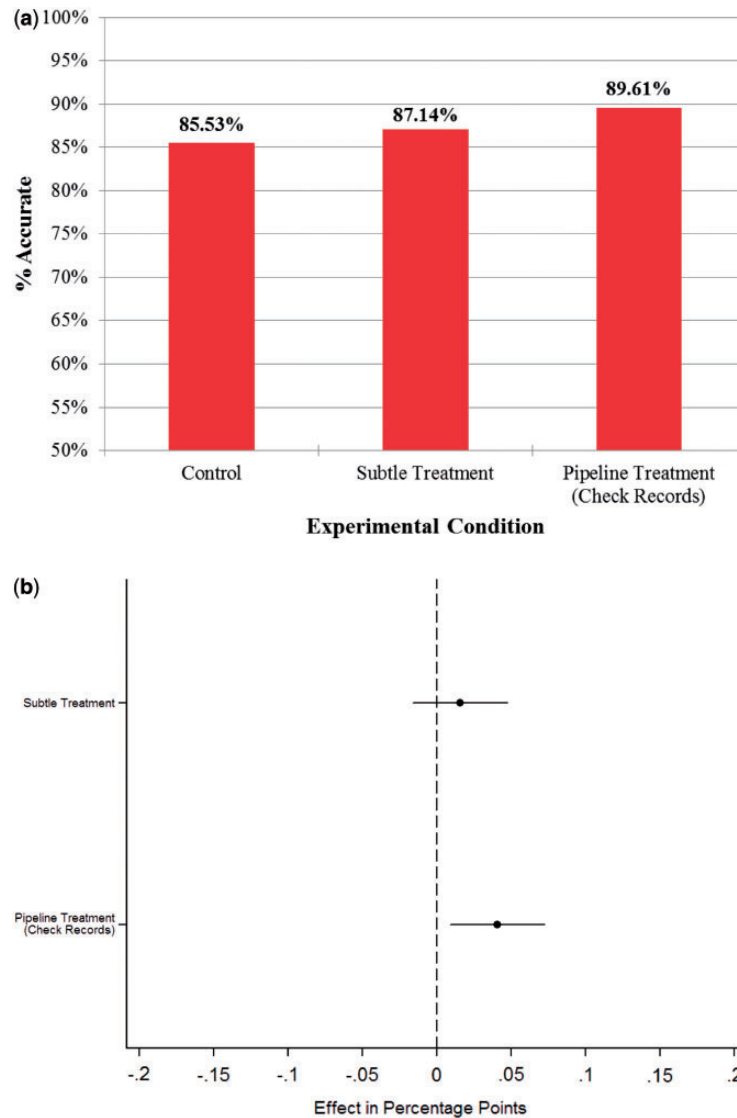 (a)
100%
95%
90%
85%
80%
75%
70%
65%
60%
55%
50%
% Accurate
85.53%
87.14%
89.61%
Control
Subtle Treatment
Pipeline Treatment
(Check Records)
Experimental Condition
(b)
Subtle Treatment
Pipeline Treatment
(Check Records)
-.2 -.15 -.1 -.05 0 .05 .1 .15 .2
Effect in Percentage Points